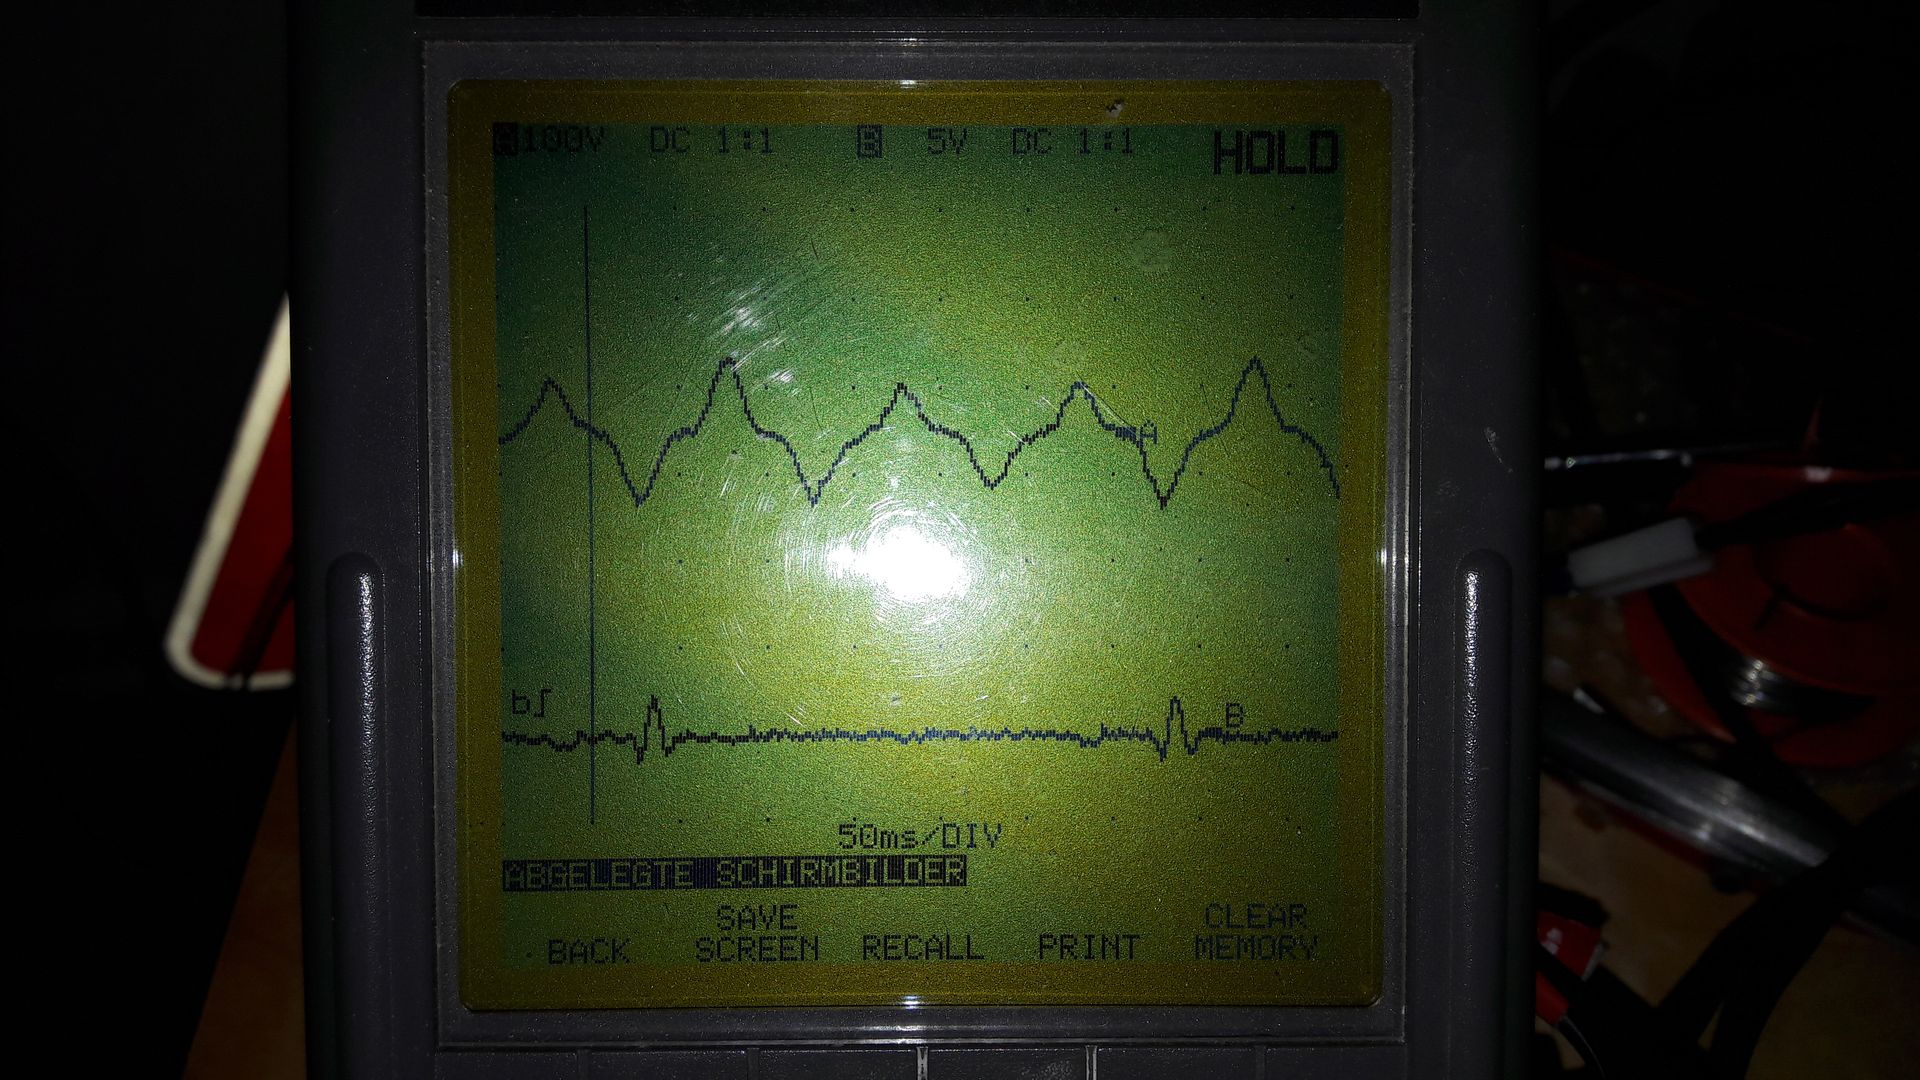 A 100V DC 1:1 B 5V DC 1:1 HOLD
A
b∫
B
50ms/DIV
ABGELEGTE SCHIRMBILDER
SAVE CLEAR
BACK SCREEN RECALL PRINT MEMORY